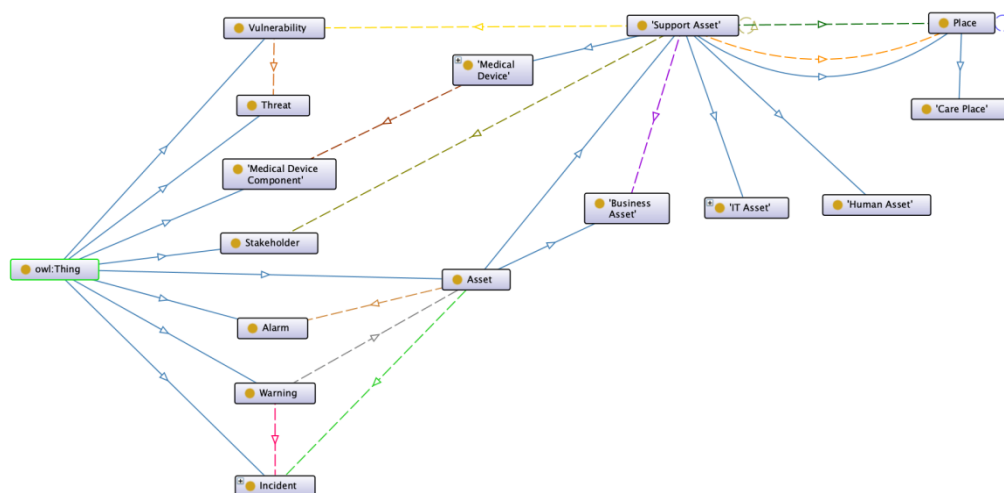 Vulnerability
'Support Asset'
Place
'Medical
Device'
Threat
'Care Place'
'Medical Device
Component'
'Business
Asset'
'IT Asset'
'Human Asset'
Stakeholder
owl:Thing
Asset
Alarm
Warning
Incident